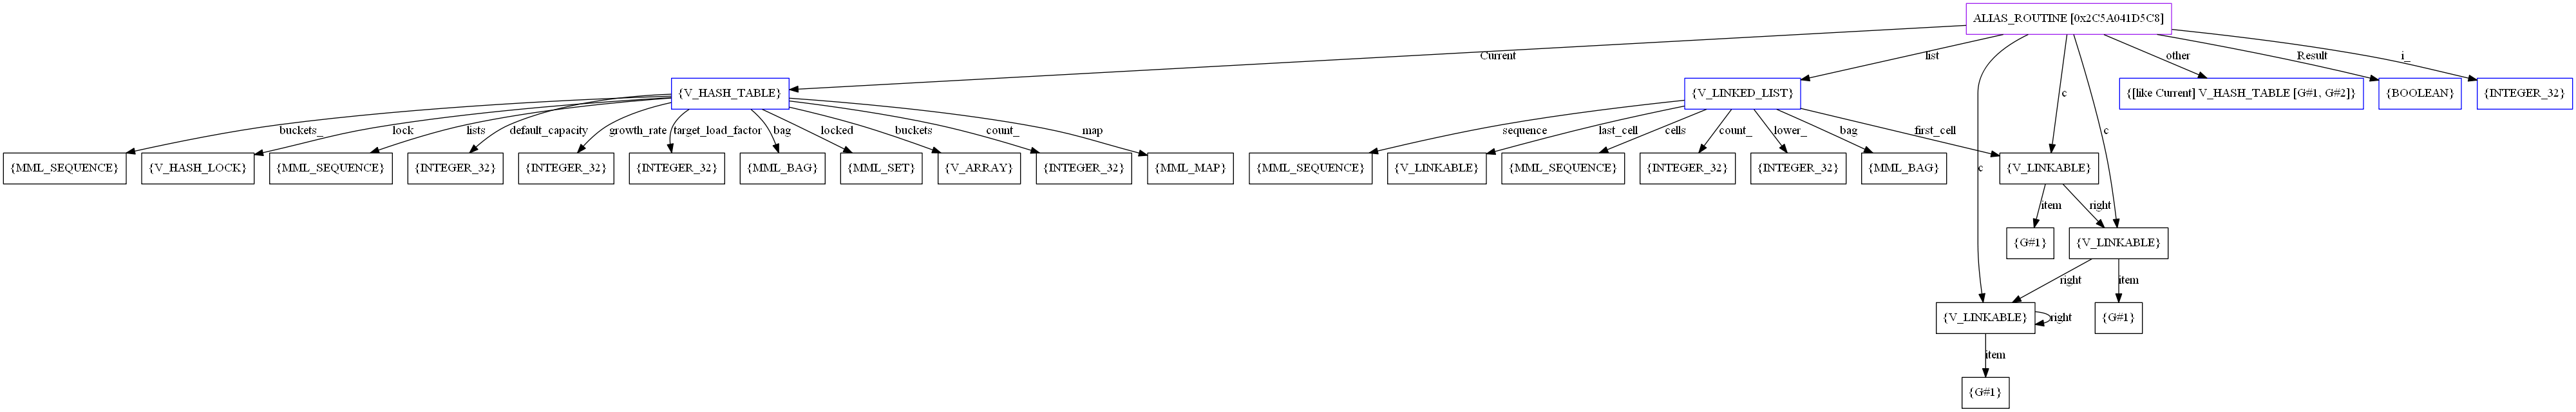 ALIAS_ROUTINE [0x2C5A041D5C8]
Current
list
c
c
c
other
Result
i_
{V_HASH_TABLE}
{V_LINKED_LIST}
{[like Current] V_HASH_TABLE [G#1, G#2]}
{BOOLEAN}
{INTEGER_32}
buckets_
lock
lists
default_capacity
growth_rate
target_load_factor
bag
locked
buckets
count_
map
sequence
last_cell
cells
count_
lower_
bag
first_cell
{MML_SEQUENCE}
{V_HASH_LOCK}
{MML_SEQUENCE}
{INTEGER_32}
{INTEGER_32}
{INTEGER_32}
{MML_BAG}
{MML_SET}
{V_ARRAY}
{INTEGER_32}
{MML_MAP}
{MML_SEQUENCE}
{V_LINKABLE}
{MML_SEQUENCE}
{INTEGER_32}
{INTEGER_32}
{MML_BAG}
{V_LINKABLE}
item
right
{G#1}
{V_LINKABLE}
right
item
{V_LINKABLE}
right
{G#1}
item
{G#1}